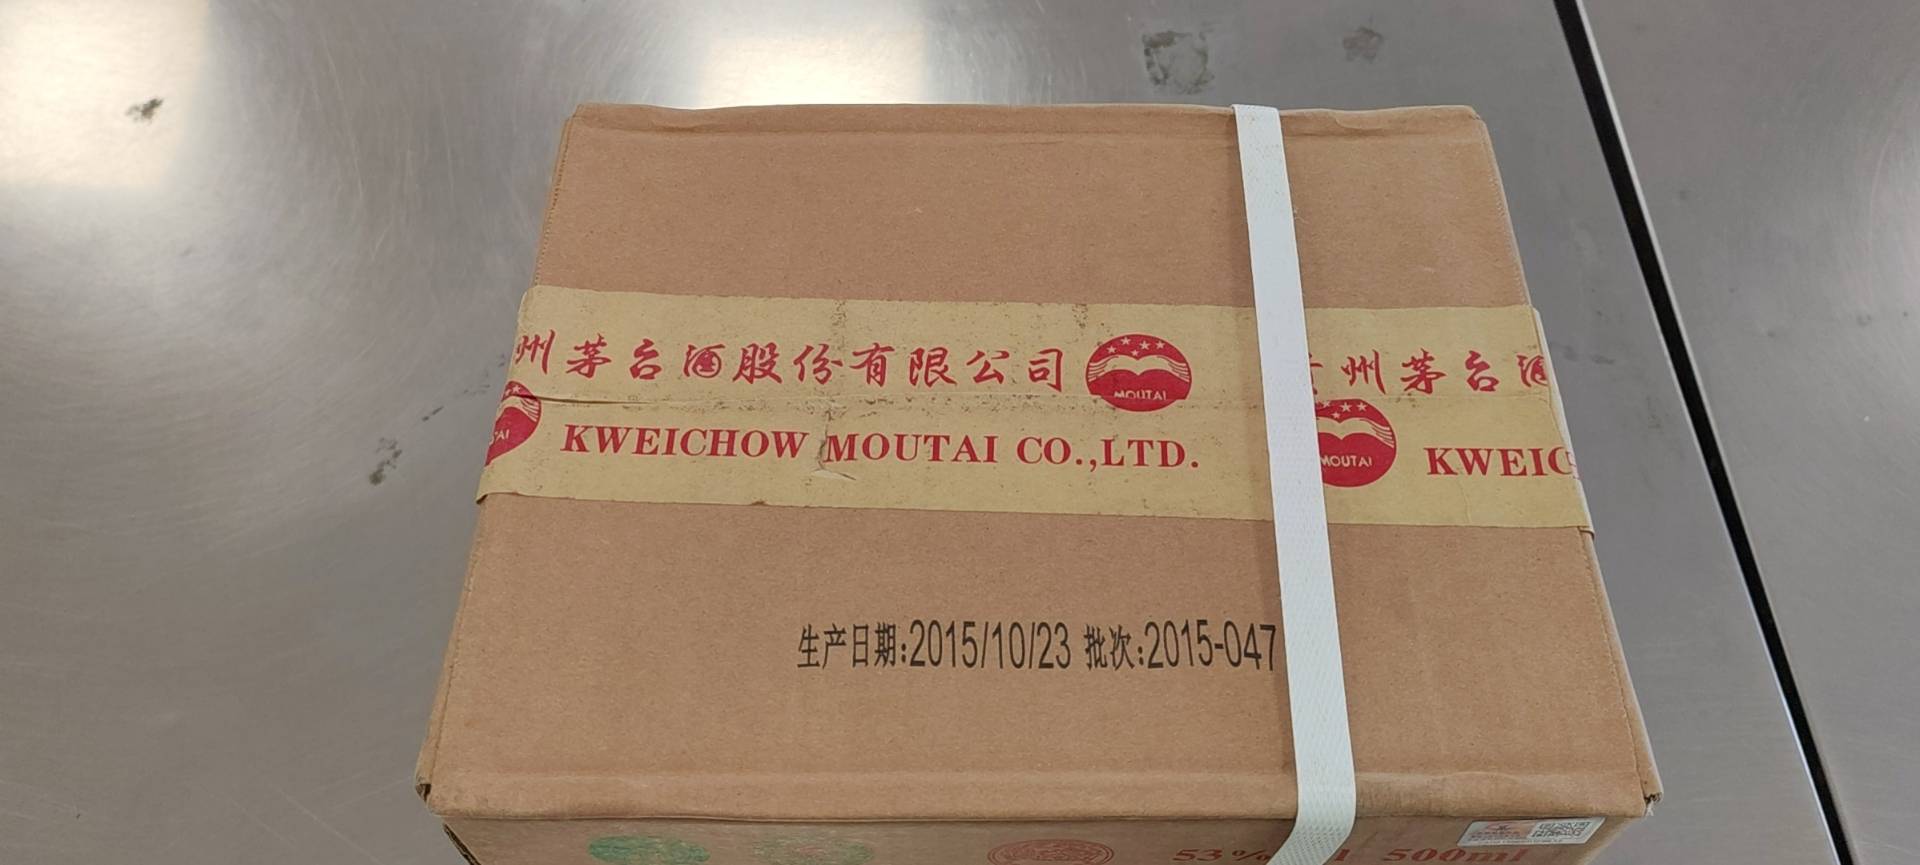 州茅台酒股份有限公司 MOUTAI 州茅台酒
KWEICHOW MOUTAI CO.,LTD. MOUTAI KWEIC
生产日期:2015/10/23 批次:2015-047
53% 500ml